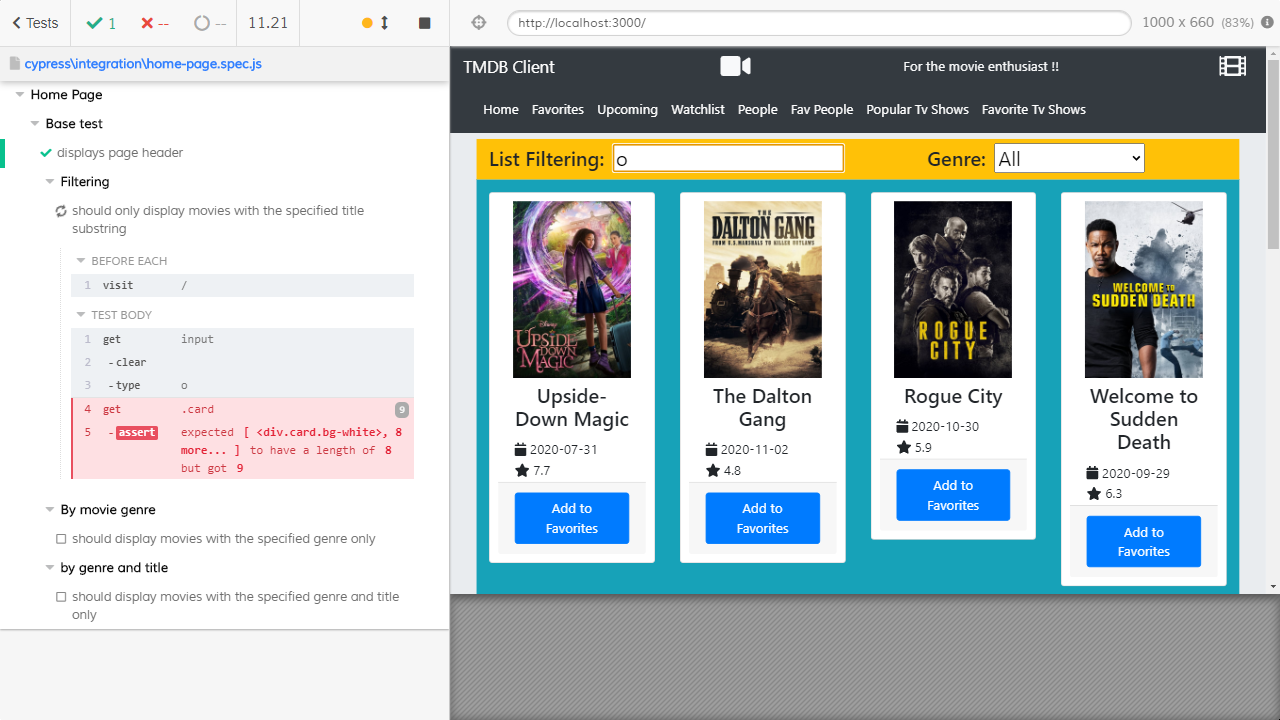 Tests
1
--
--
11.21
http://localhost:3000/
1000 x 660 (83%)
cypress\integration\home-page.spec.js
Home Page
Base test
displays page header
Filtering
should only display movies with the specified title
substring
BEFORE EACH
1 visit /
TEST BODY
1 get input
2 -clear
3 -type o
4 get .card 9
5 -assert expected [ <div.card.bg-white>, 8
more... ] to have a length of 8
but got 9
By movie genre
should display movies with the specified genre only
by genre and title
should display movies with the specified genre and title
only
TMDB Client
For the movie enthusiast !!
Home Favorites Upcoming Watchlist People Fav People Popular Tv Shows Favorite Tv Shows
List Filtering: o
Genre: All
Disney
UPSIDE-
DOWN
MAGIC
Upside-
Down Magic
2020-07-31
7.7
Add to
Favorites
THE
DALTON GANG
FROM U.S. MARSHALS TO KILLER OUTLAWS
The Dalton
Gang
2020-11-02
4.8
Add to
Favorites
ROGUE
CITY
Rogue City
2020-10-30
5.9
Add to
Favorites
WELCOME TO
SUDDEN DEATH
Welcome to
Sudden
Death
2020-09-29
6.3
Add to
Favorites